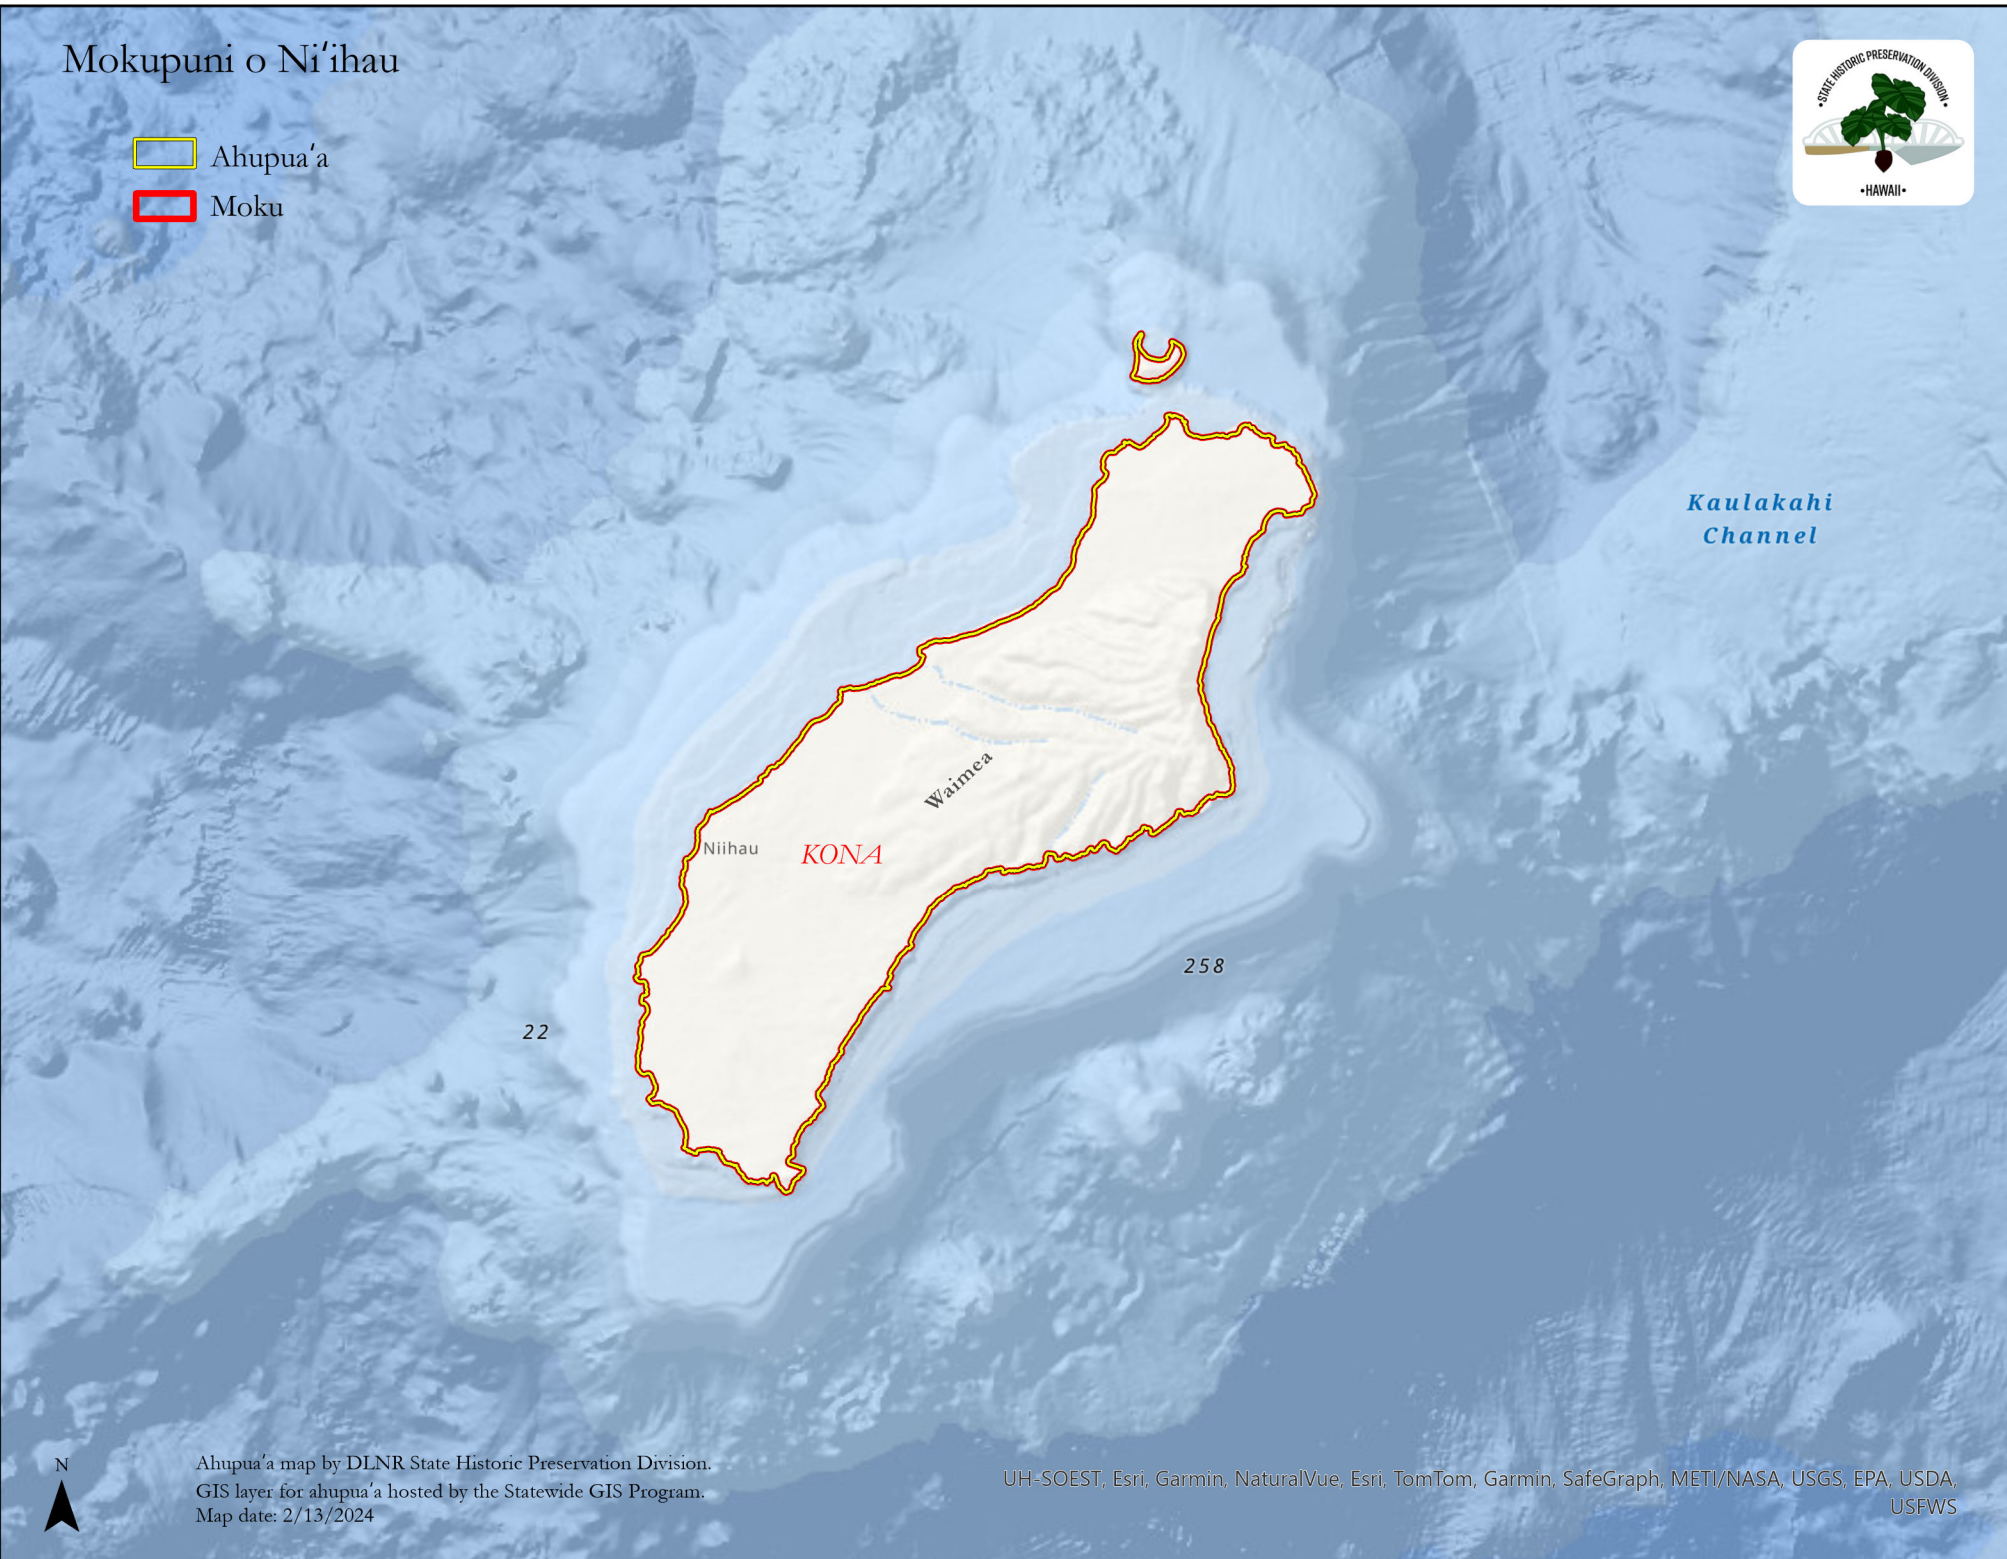 Mokupuni o Niʻihau
Ahupuaʻa
Moku
•STATE HISTORIC PRESERVATION DIVISION•
•HAWAII•
Kaulakahi
Channel
Waimea
Niihau
KONA
258
22
N
Ahupuaʻa map by DLNR State Historic Preservation Division.
GIS layer for ahupuaʻa hosted by the Statewide GIS Program.
Map date: 2/13/2024
UH-SOEST, Esri, Garmin, NaturalVue, Esri, TomTom, Garmin, SafeGraph, METI/NASA, USGS, EPA, USDA,
USFWS